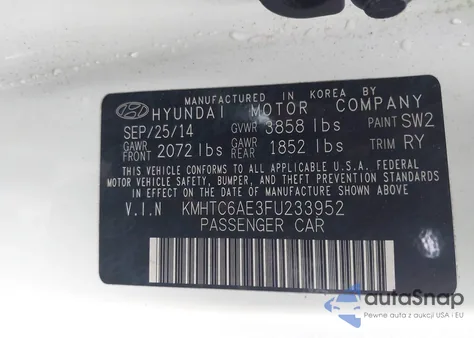 MANUFACTURED IN KOREA BY
HYUNDAI MOTOR COMPANY
SEP/25/14 GVWR 3858 lbs PAINT SW2
GAWR FRONT 2072 lbs GAWR REAR 1852 lbs TRIM RY
THIS VEHICLE CONFORMS TO ALL APPLICABLE U.S.A. FEDERAL
MOTOR VEHICLE SAFETY, BUMPER, AND THEFT PREVENTION STANDARDS
IN EFFECT ON THE DATE OF MANUFACTURE SHOWN ABOVE.
V.I.N KMHTC6AE3FU233952
PASSENGER CAR
autoSnap
Pewne auta z aukcji USA i EU